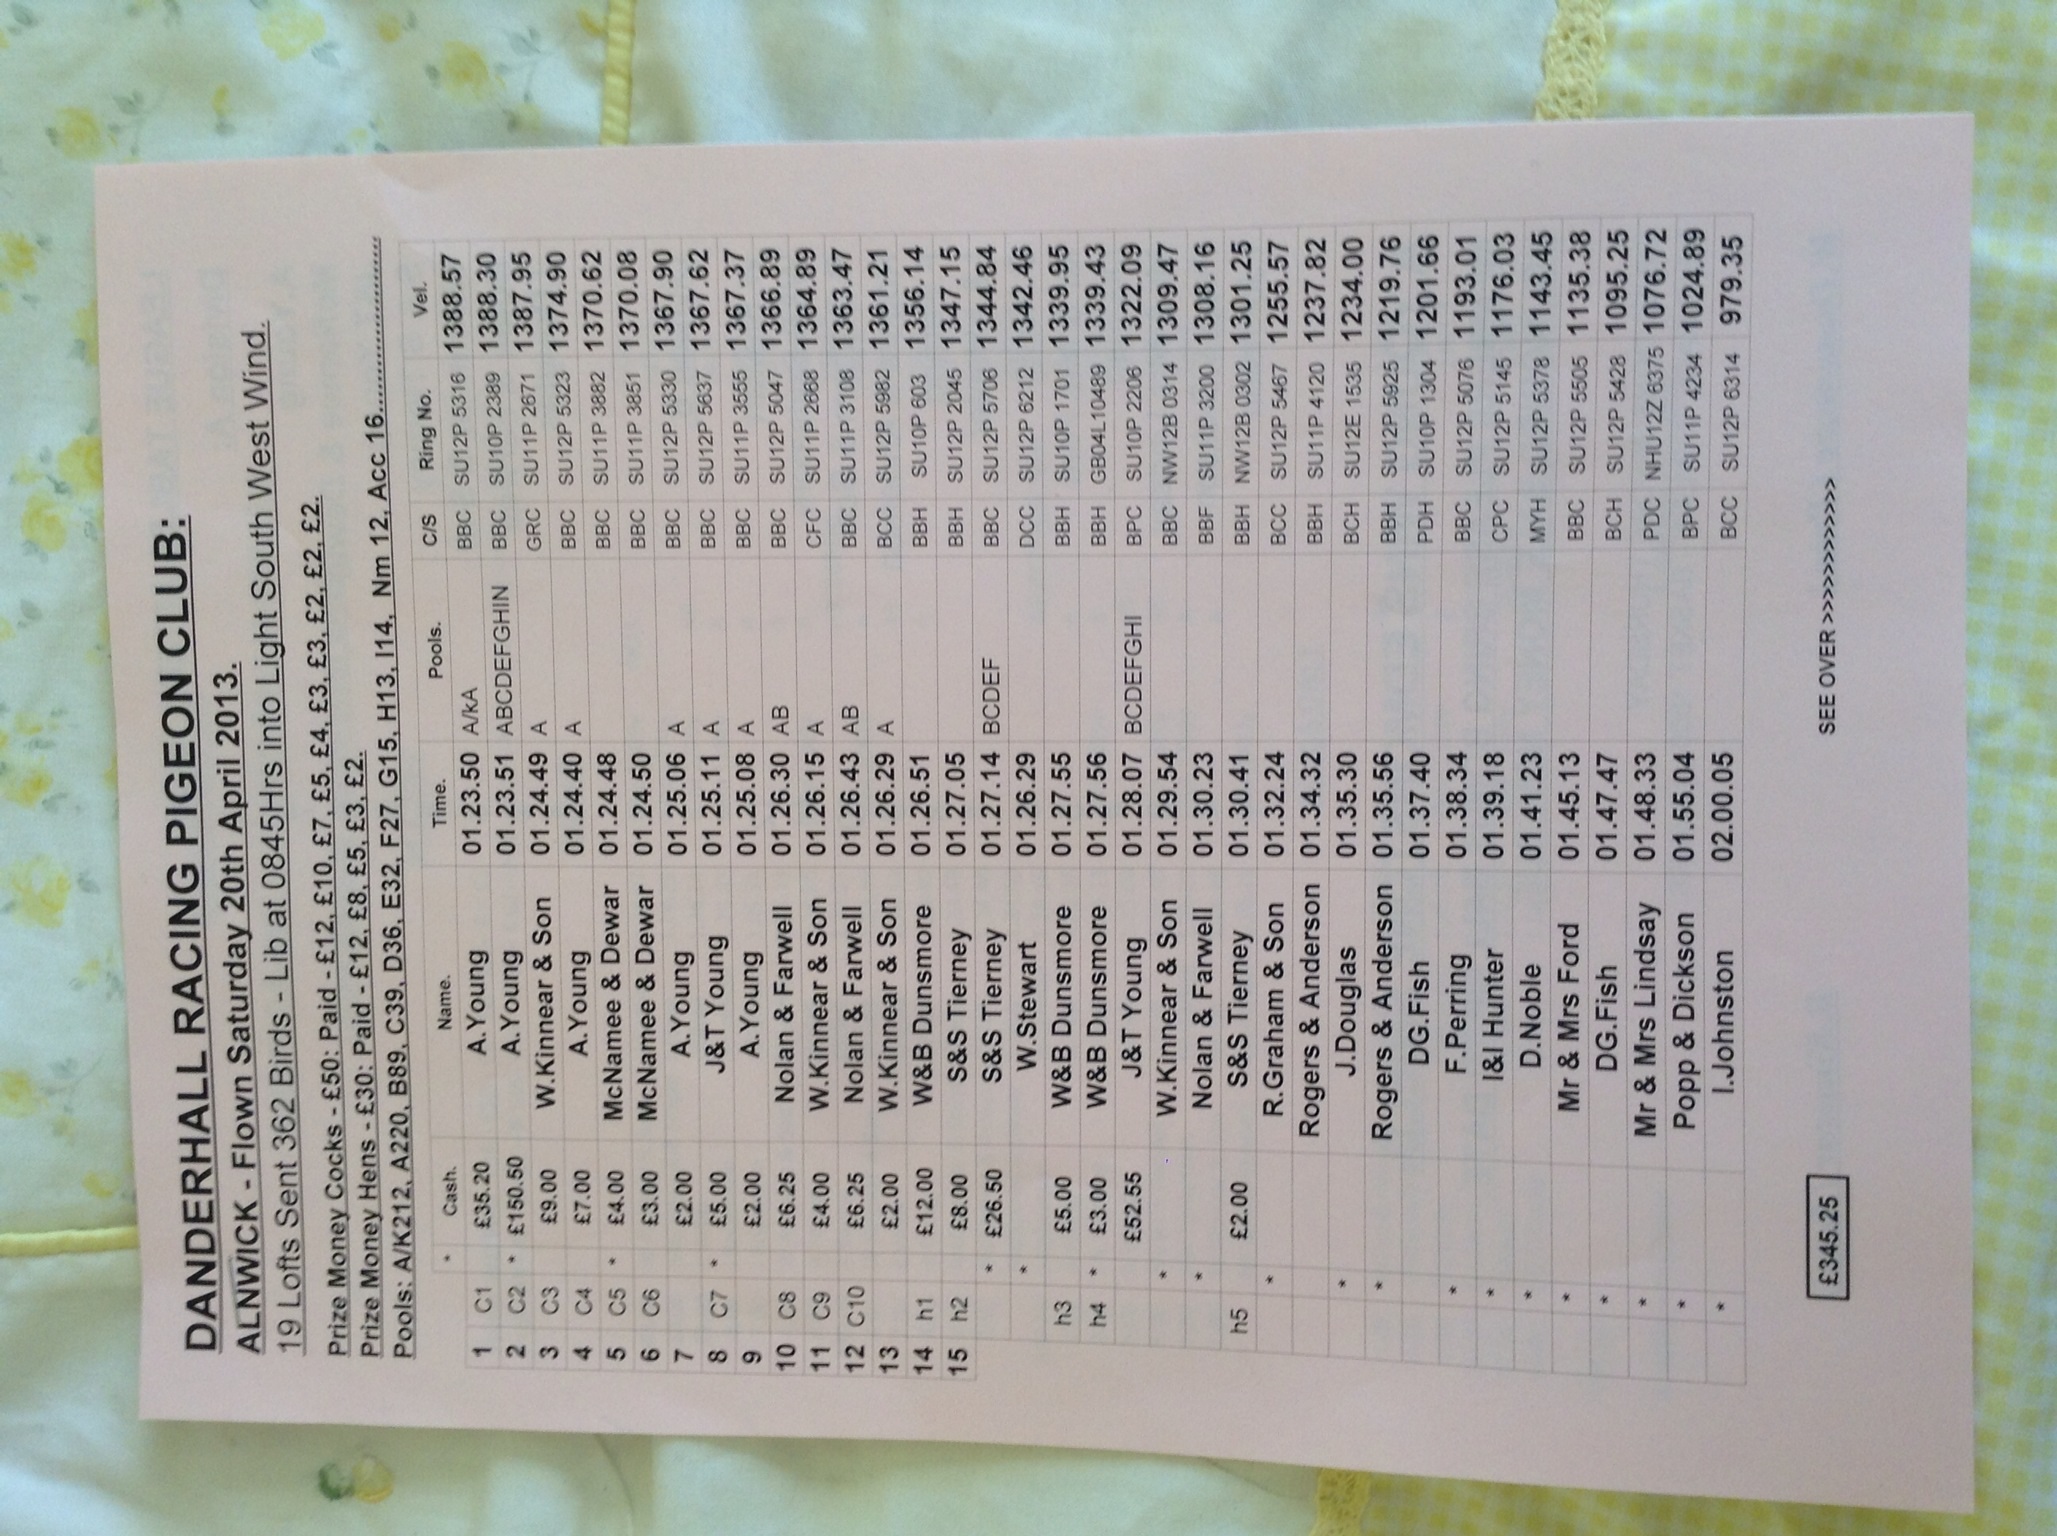 DANDERHALL RACING PIGEON CLUB:
ALNWICK - Flown Saturday 20th April 2013.
19 Lofts Sent 362 Birds - Lib at 0845Hrs into Light South West Wind.
Prize Money Cocks - £50: Paid - £12, £10, £7, £5, £4, £3, £3, £2, £2, £2.
Prize Money Hens - £30: Paid - £12, £8, £5, £3, £2.
Pools: A/K212, A220, B89, C39, D36, E32, F27, G15, H13, I14, Nm 12, Acc 16........................
* Cash. Name. Time. Pools. C/S Ring No. Vel.
1 C1 £35.20 A.Young 01.23.50 A/kA BBC SU12P 5316 1388.57
2 C2 * £150.50 A.Young 01.23.51 ABCDEFGHIN BBC SU10P 2389 1388.30
3 C3 £9.00 W.Kinnear & Son 01.24.49 A GRC SU11P 2671 1387.95
4 C4 £7.00 A.Young 01.24.40 A BBC SU12P 5323 1374.90
5 C5 * £4.00 McNamee & Dewar 01.24.48 BBC SU11P 3882 1370.62
6 C6 £3.00 McNamee & Dewar 01.24.50 BBC SU11P 3851 1370.08
7 £2.00 A.Young 01.25.06 A BBC SU12P 5330 1367.90
8 C7 * £5.00 J&T Young 01.25.11 A BBC SU12P 5637 1367.62
9 £2.00 A.Young 01.25.08 A BBC SU11P 3555 1367.37
10 C8 £6.25 Nolan & Farwell 01.26.30 AB BBC SU12P 5047 1366.89
11 C9 £4.00 W.Kinnear & Son 01.26.15 A CFC SU11P 2668 1364.89
12 C10 £6.25 Nolan & Farwell 01.26.43 AB BBC SU11P 3108 1363.47
13 £2.00 W.Kinnear & Son 01.26.29 A BCC SU12P 5982 1361.21
14 h1 £12.00 W&B Dunsmore 01.26.51 BBH SU10P 603 1356.14
15 h2 £8.00 S&S Tierney 01.27.05 BBH SU12P 2045 1347.15
* £26.50 S&S Tierney 01.27.14 BCDEF BBC SU12P 5706 1344.84
* W.Stewart 01.26.29 DCC SU12P 6212 1342.46
h3 £5.00 W&B Dunsmore 01.27.55 BBH SU10P 1701 1339.95
h4 * £3.00 W&B Dunsmore 01.27.56 BBH GB04L10489 1339.43
£52.55 J&T Young 01.28.07 BCDEFGHI BPC SU10P 2206 1322.09
* W.Kinnear & Son 01.29.54 BBC NW12B 0314 1309.47
* Nolan & Farwell 01.30.23 BBF SU11P 3200 1308.16
h5 £2.00 S&S Tierney 01.30.41 BBH NW12B 0302 1301.25
* R.Graham & Son 01.32.24 BCC SU12P 5467 1255.57
Rogers & Anderson 01.34.32 BBH SU11P 4120 1237.82
* J.Douglas 01.35.30 BCH SU12E 1535 1234.00
* Rogers & Anderson 01.35.56 BBH SU12P 5925 1219.76
DG.Fish 01.37.40 PDH SU10P 1304 1201.66
* F.Perring 01.38.34 BBC SU12P 5076 1193.01
* I&I Hunter 01.39.18 CPC SU12P 5145 1176.03
* D.Noble 01.41.23 MYH SU12P 5378 1143.45
* Mr & Mrs Ford 01.45.13 BBC SU12P 5505 1135.38
* DG.Fish 01.47.47 BCH SU12P 5428 1095.25
* Mr & Mrs Lindsay 01.48.33 PDC NHU12Z 6375 1076.72
* Popp & Dickson 01.55.04 BPC SU11P 4234 1024.89
* I.Johnston 02.00.05 BCC SU12P 6314 979.35
£345.25 SEE OVER >>>>>>>>>>>>>